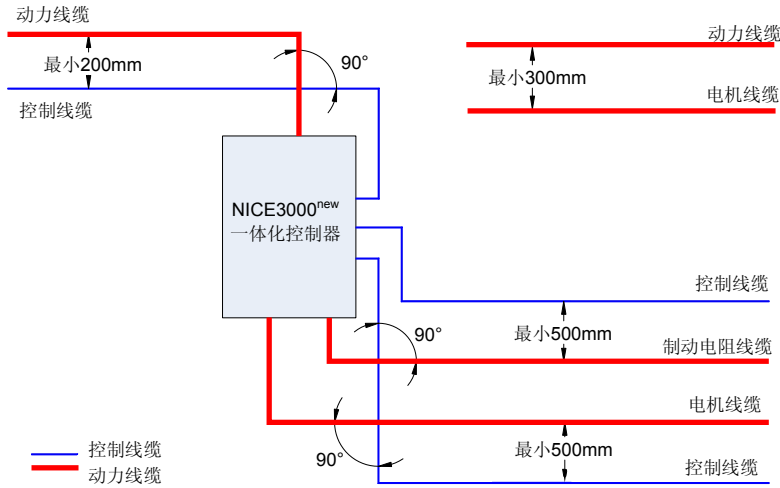 动力线缆
最小200mm
90°
控制线缆
动力线缆
最小300mm
电机线缆
NICE3000new
一体化控制器
控制线缆
90°
最小500mm
制动电阻线缆
电机线缆
90°
最小500mm
控制线缆
控制线缆
动力线缆